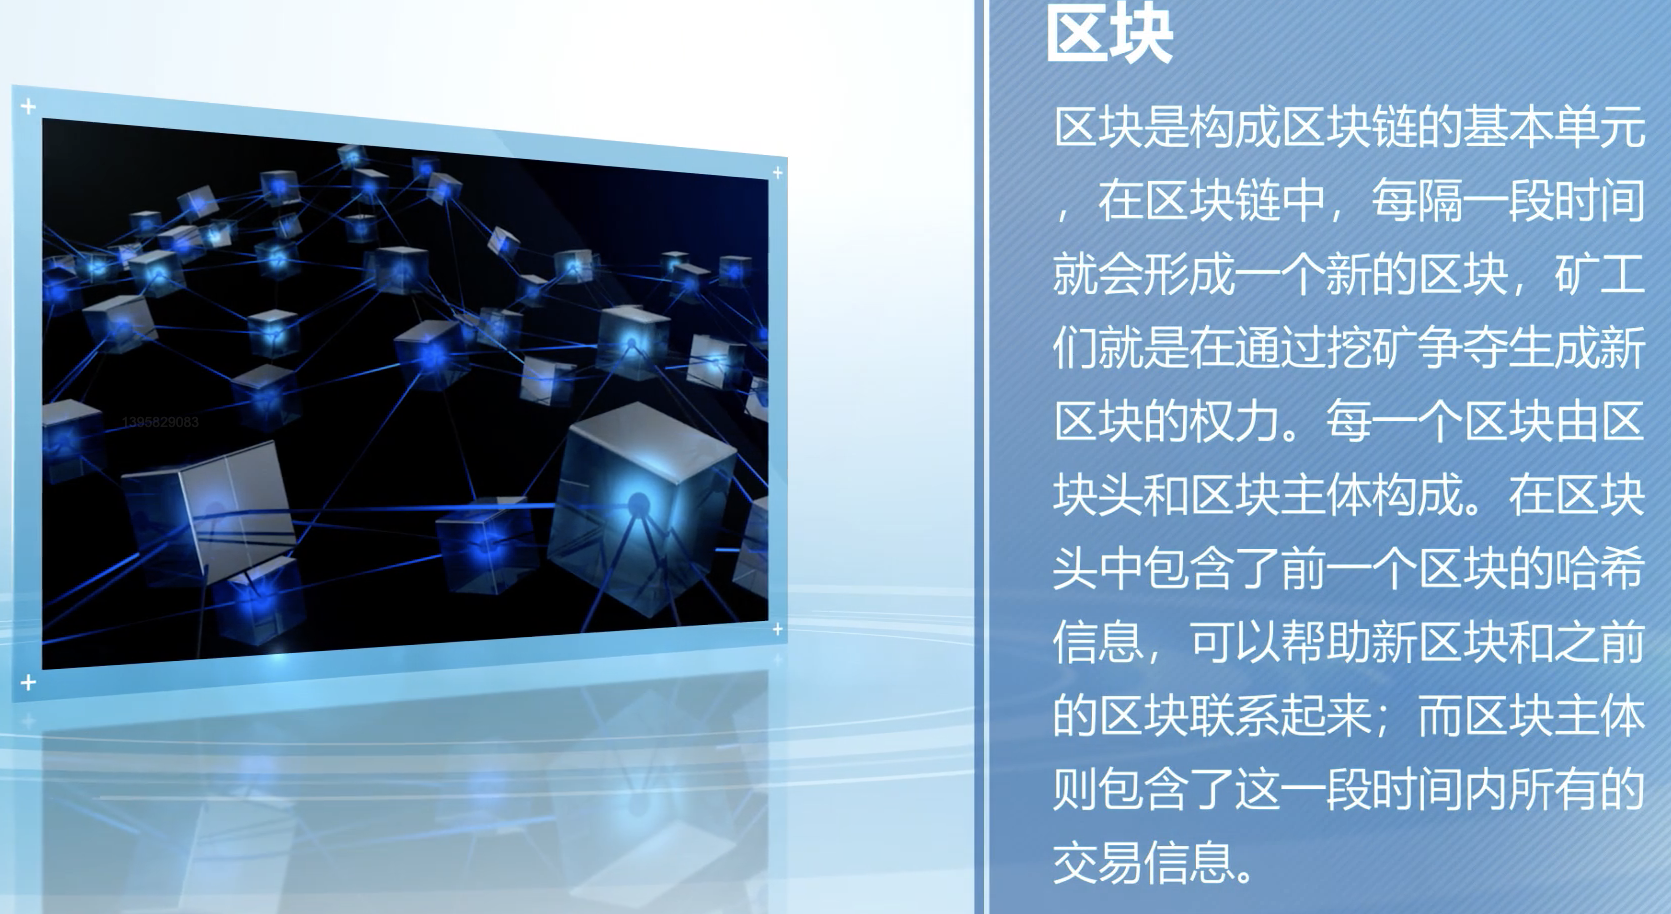 区块
区块是构成区块链的基本单元
，在区块链中，每隔一段时间
就会形成一个新的区块，矿工
们就是在通过挖矿争夺生成新
区块的权力。每一个区块由区
块头和区块主体构成。在区块
头中包含了前一个区块的哈希
信息，可以帮助新区块和之前
的区块联系起来；而区块主体
则包含了这一段时间内所有的
交易信息。
1395829083